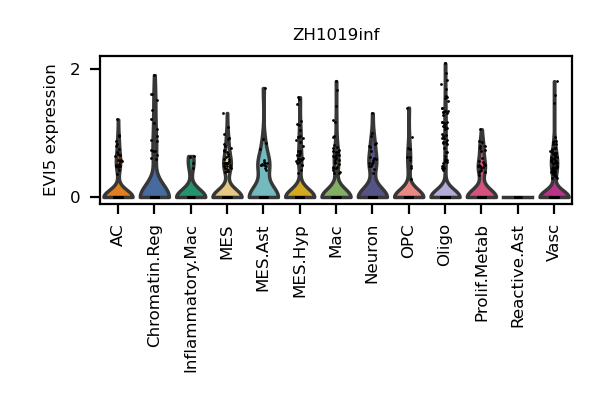 ZH1019inf
EVI5 expression
2
0
AC
Chromatin.Reg
Inflammatory.Mac
MES
MES.Ast
MES.Hyp
Mac
Neuron
OPC
Oligo
Prolif.Metab
Reactive.Ast
Vasc